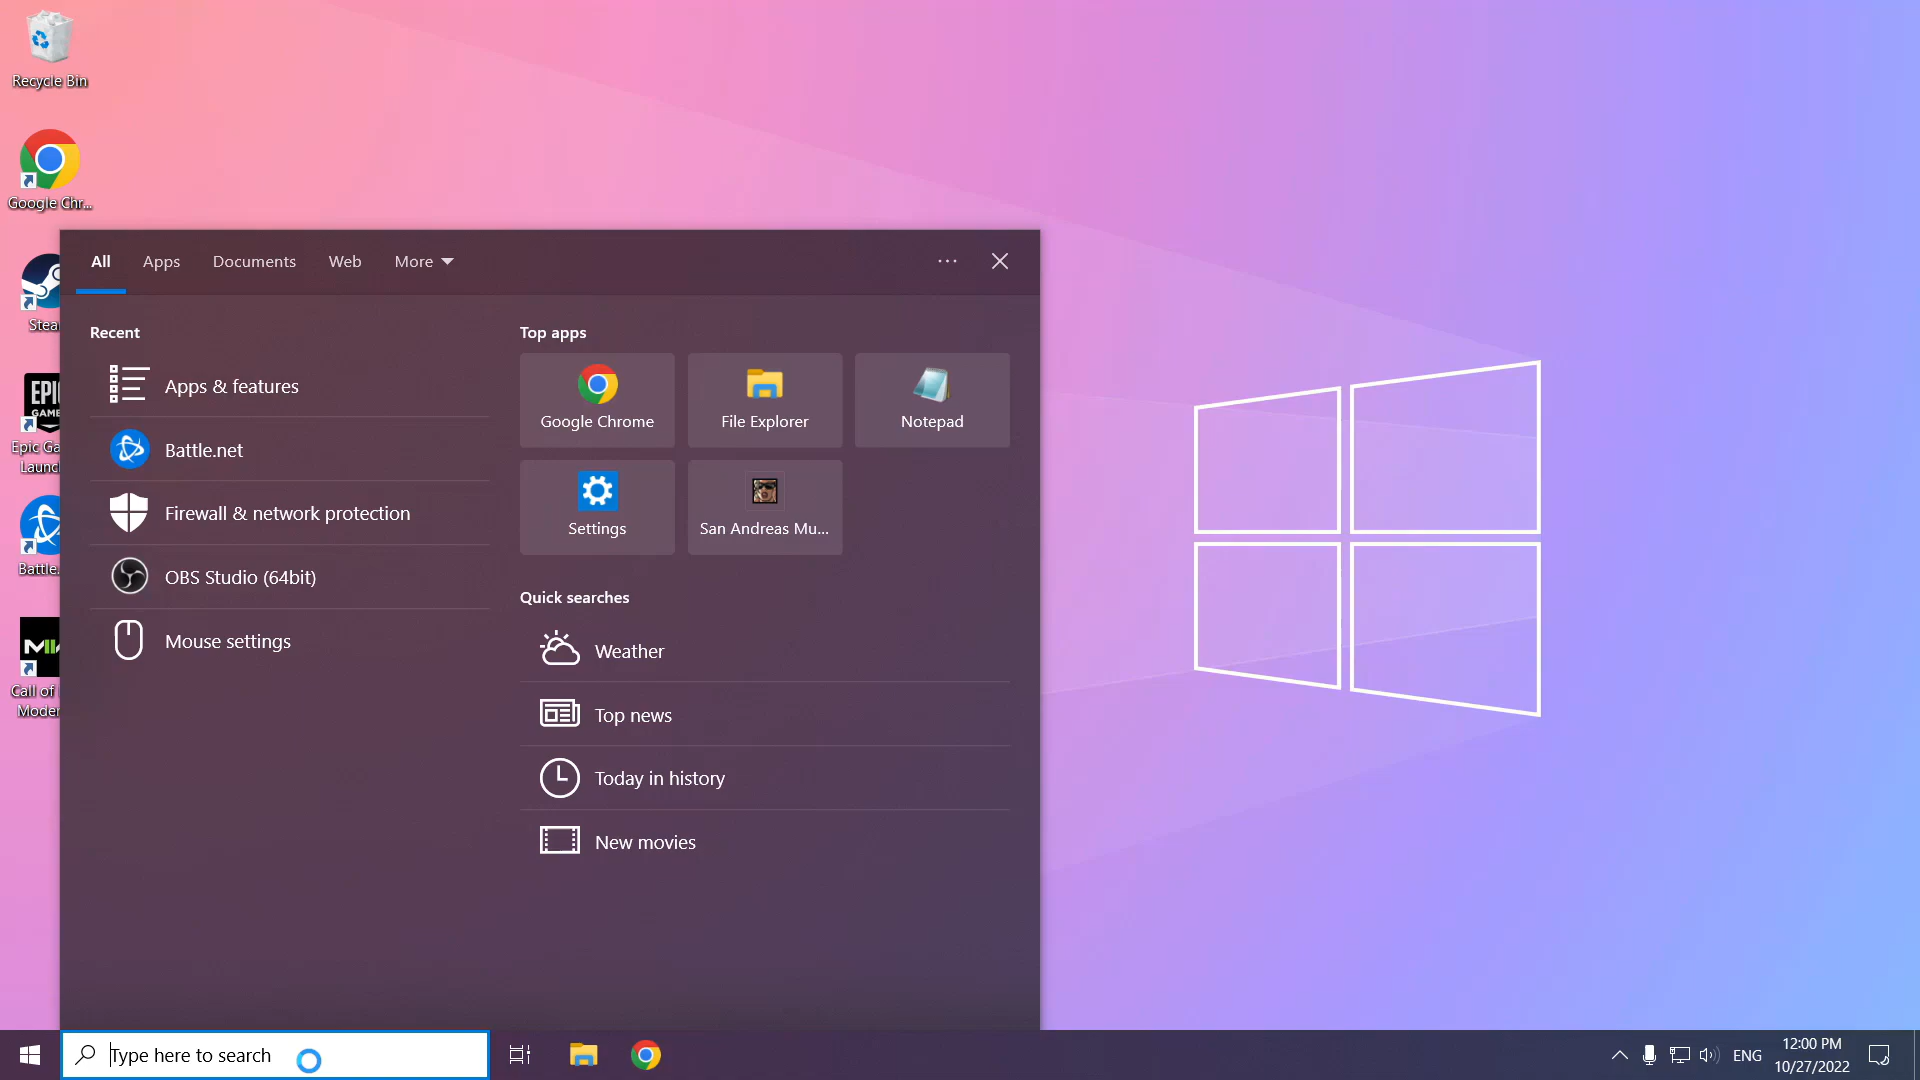 Recycle Bin
Google Chr...
Stea
EPIC
GAME
Epic Ga
Launc
Battle.
Call of
Moder
All
Apps
Documents
Web
More
Recent
Apps & features
Battle.net
Firewall & network protection
OBS Studio (64bit)
Mouse settings
Top apps
Google Chrome
File Explorer
Notepad
Settings
San Andreas Mu...
Quick searches
Weather
Top news
Today in history
New movies
Type here to search
ENG
12:00 PM
10/27/2022